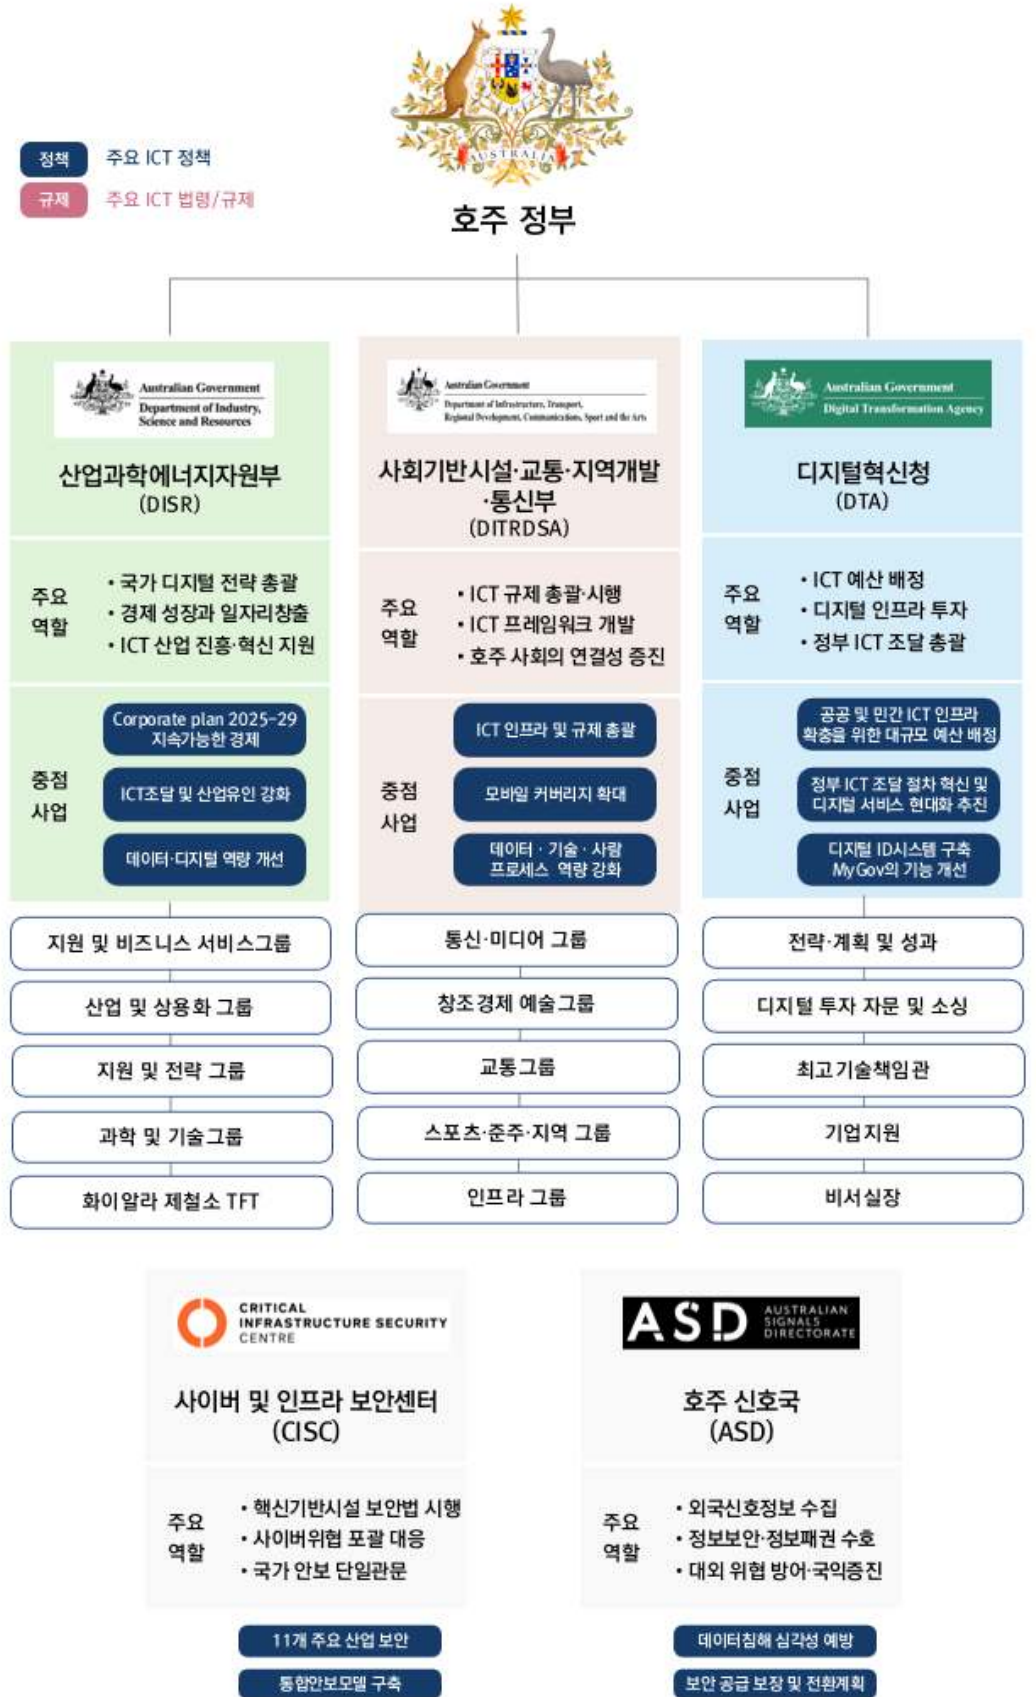 AUSTRALIA
정책 주요 ICT 정책
규제 주요 ICT 법령/규제
호주 정부
Australian Government
Department of Industry,
Science and Resources
산업과학에너지자원부
(DISR)
주요
역할
• 국가 디지털 전략 총괄
• 경제 성장과 일자리창출
• ICT 산업 진흥·혁신 지원
중점
사업
Corporate plan 2025-29
지속가능한 경제
ICT조달 및 산업유인 강화
데이터·디지털 역량 개선
지원 및 비즈니스 서비스그룹
산업 및 상용화 그룹
지원 및 전략 그룹
과학 및 기술그룹
화이알라 제철소 TFT
Australian Government
Department of Infrastructure, Transport,
Regional Development, Communications, Sport and the Arts
사회기반시설·교통·지역개발
·통신부
(DITRDSA)
주요
역할
• ICT 규제 총괄·시행
• ICT 프레임워크 개발
• 호주 사회의 연결성 증진
중점
사업
ICT 인프라 및 규제 총괄
모바일 커버리지 확대
데이터 · 기술 · 사람
프로세스 역량 강화
통신·미디어 그룹
창조경제 예술그룹
교통그룹
스포츠·준주·지역 그룹
인프라 그룹
Australian Government
Digital Transformation Agency
디지털혁신청
(DTA)
주요
역할
• ICT 예산 배정
• 디지털 인프라 투자
• 정부 ICT 조달 총괄
중점
사업
공공 및 민간 ICT 인프라
확충을 위한 대규모 예산 배정
정부 ICT 조달 절차 혁신 및
디지털 서비스 현대화 추진
디지털 ID시스템 구축
MyGov의 기능 개선
전략·계획 및 성과
디지털 투자 자문 및 소싱
최고기술책임관
기업지원
비서실장
CRITICAL
INFRASTRUCTURE SECURITY
CENTRE
사이버 및 인프라 보안센터
(CISC)
주요
역할
• 핵신기반시설 보안법 시행
• 사이버위협 포괄 대응
• 국가 안보 단일관문
11개 주요 산업 보안
통합안보모델 구축
ASD
AUSTRALIAN
SIGNALS
DIRECTORATE
호주 신호국
(ASD)
주요
역할
• 외국신호정보 수집
• 정보보안·정보패권 수호
• 대외 위협 방어·국익증진
데이터침해 심각성 예방
보안 공급 보장 및 전환계획